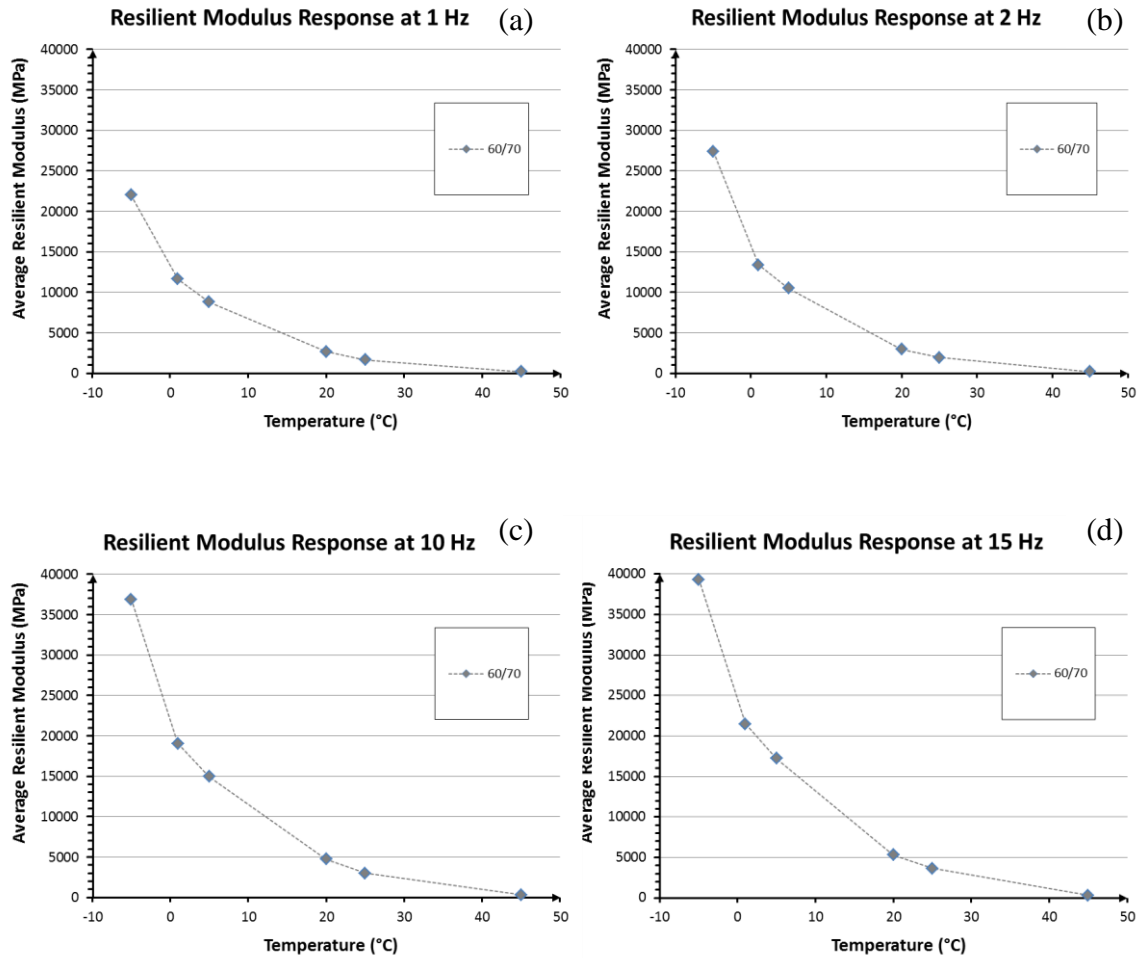 Resilient Modulus Response at 1 Hz (a)
Average Resilient Modulus (MPa)
40000
35000
30000
25000
20000
15000
10000
5000
0
60/70
-10 0 10 20 30 40 50
Temperature (°C)
Resilient Modulus Response at 2 Hz (b)
Average Resilient Modulus (MPa)
40000
35000
30000
25000
20000
15000
10000
5000
0
60/70
-10 0 10 20 30 40 50
Temperature (°C)
Resilient Modulus Response at 10 Hz (c)
Average Resilient Modulus (MPa)
40000
35000
30000
25000
20000
15000
10000
5000
0
60/70
-10 0 10 20 30 40 50
Temperature (°C)
Resilient Modulus Response at 15 Hz (d)
Average Resilient Modulus (MPa)
40000
35000
30000
25000
20000
15000
10000
5000
0
60/70
-10 0 10 20 30 40 50
Temperature (°C)